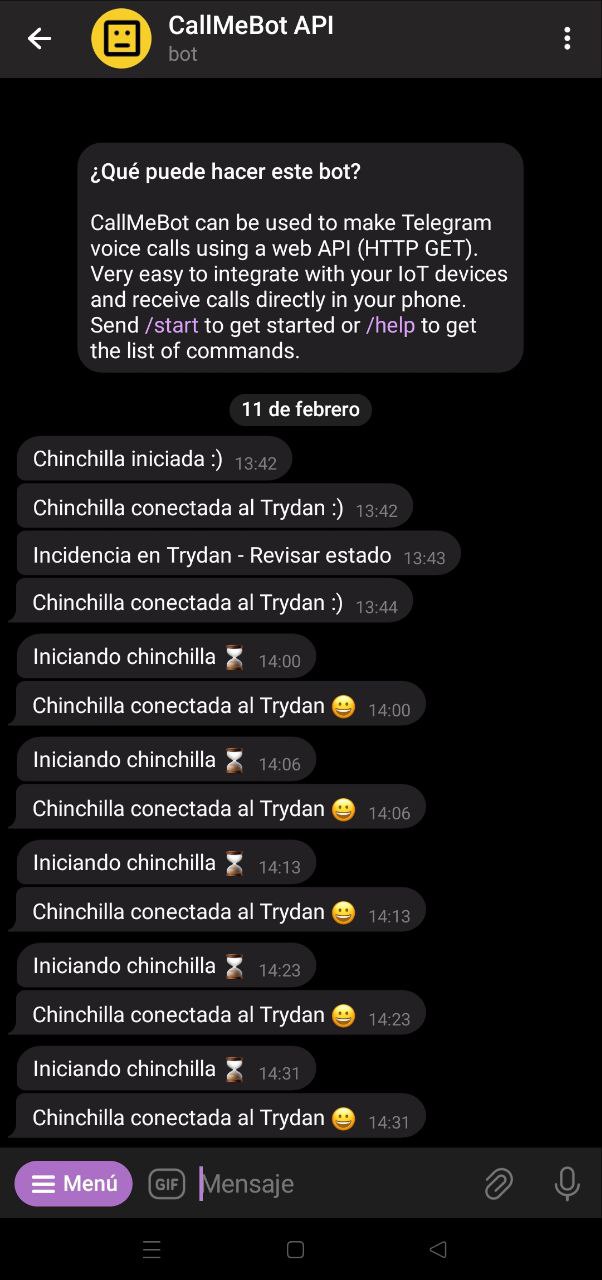 CallMeBot API
bot
¿Qué puede hacer este bot?
CallMeBot can be used to make Telegram
voice calls using a web API (HTTP GET).
Very easy to integrate with your IoT devices
and receive calls directly in your phone.
Send /start to get started or /help to get
the list of commands.
11 de febrero
Chinchilla iniciada :) 13:42
Chinchilla conectada al Trydan :) 13:42
Incidencia en Trydan - Revisar estado 13:43
Chinchilla conectada al Trydan :) 13:44
Iniciando chinchilla ⏳ 14:00
Chinchilla conectada al Trydan 😀 14:00
Iniciando chinchilla ⏳ 14:06
Chinchilla conectada al Trydan 😀 14:06
Iniciando chinchilla ⏳ 14:13
Chinchilla conectada al Trydan 😀 14:13
Iniciando chinchilla ⏳ 14:23
Chinchilla conectada al Trydan 😀 14:23
Iniciando chinchilla ⏳ 14:31
Chinchilla conectada al Trydan 😀 14:31
Menú GIF Mensaje